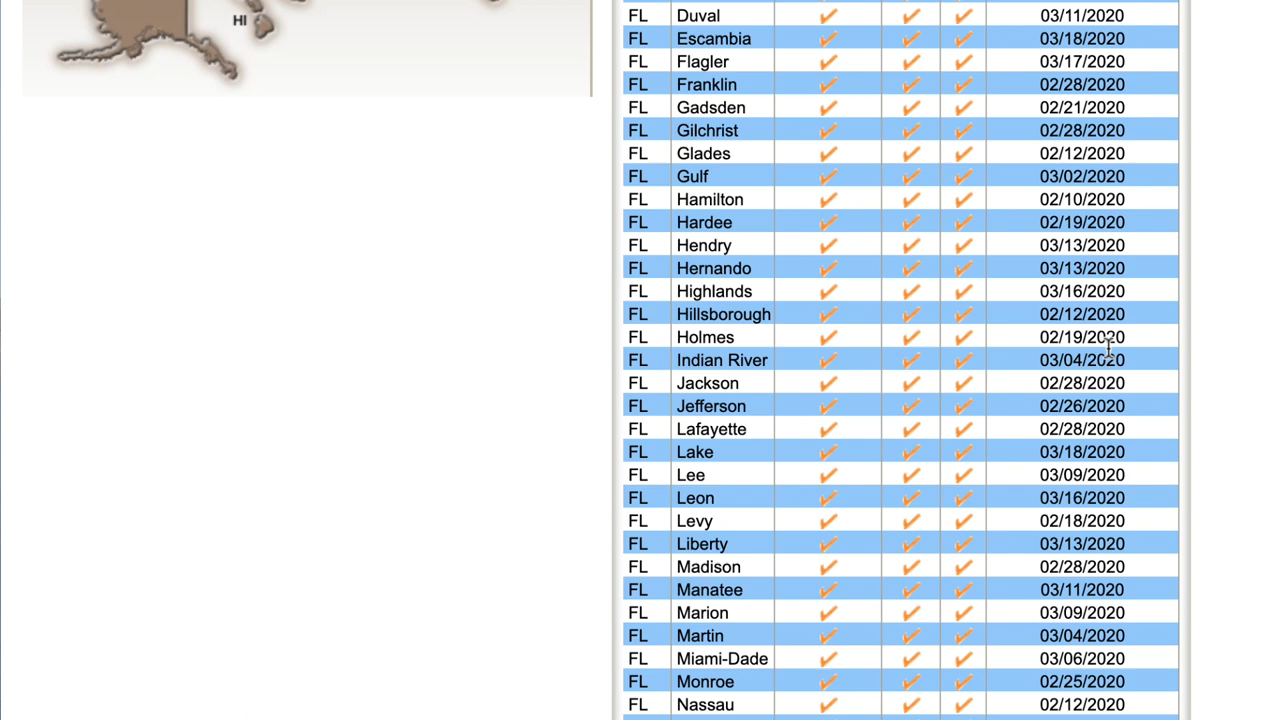 HI
FL Duval ✓ ✓ ✓ 03/11/2020
FL Escambia ✓ ✓ ✓ 03/18/2020
FL Flagler ✓ ✓ ✓ 03/17/2020
FL Franklin ✓ ✓ ✓ 02/28/2020
FL Gadsden ✓ ✓ ✓ 02/21/2020
FL Gilchrist ✓ ✓ ✓ 02/28/2020
FL Glades ✓ ✓ ✓ 02/12/2020
FL Gulf ✓ ✓ ✓ 03/02/2020
FL Hamilton ✓ ✓ ✓ 02/10/2020
FL Hardee ✓ ✓ ✓ 02/19/2020
FL Hendry ✓ ✓ ✓ 03/13/2020
FL Hernando ✓ ✓ ✓ 03/13/2020
FL Highlands ✓ ✓ ✓ 03/16/2020
FL Hillsborough ✓ ✓ ✓ 02/12/2020
FL Holmes ✓ ✓ ✓ 02/19/2020
FL Indian River ✓ ✓ ✓ 03/04/2020
FL Jackson ✓ ✓ ✓ 02/28/2020
FL Jefferson ✓ ✓ ✓ 02/26/2020
FL Lafayette ✓ ✓ ✓ 02/28/2020
FL Lake ✓ ✓ ✓ 03/18/2020
FL Lee ✓ ✓ ✓ 03/09/2020
FL Leon ✓ ✓ ✓ 03/16/2020
FL Levy ✓ ✓ ✓ 02/18/2020
FL Liberty ✓ ✓ ✓ 03/13/2020
FL Madison ✓ ✓ ✓ 02/28/2020
FL Manatee ✓ ✓ ✓ 03/11/2020
FL Marion ✓ ✓ ✓ 03/09/2020
FL Martin ✓ ✓ ✓ 03/04/2020
FL Miami-Dade ✓ ✓ ✓ 03/06/2020
FL Monroe ✓ ✓ ✓ 02/25/2020
FL Nassau ✓ ✓ ✓ 02/12/2020